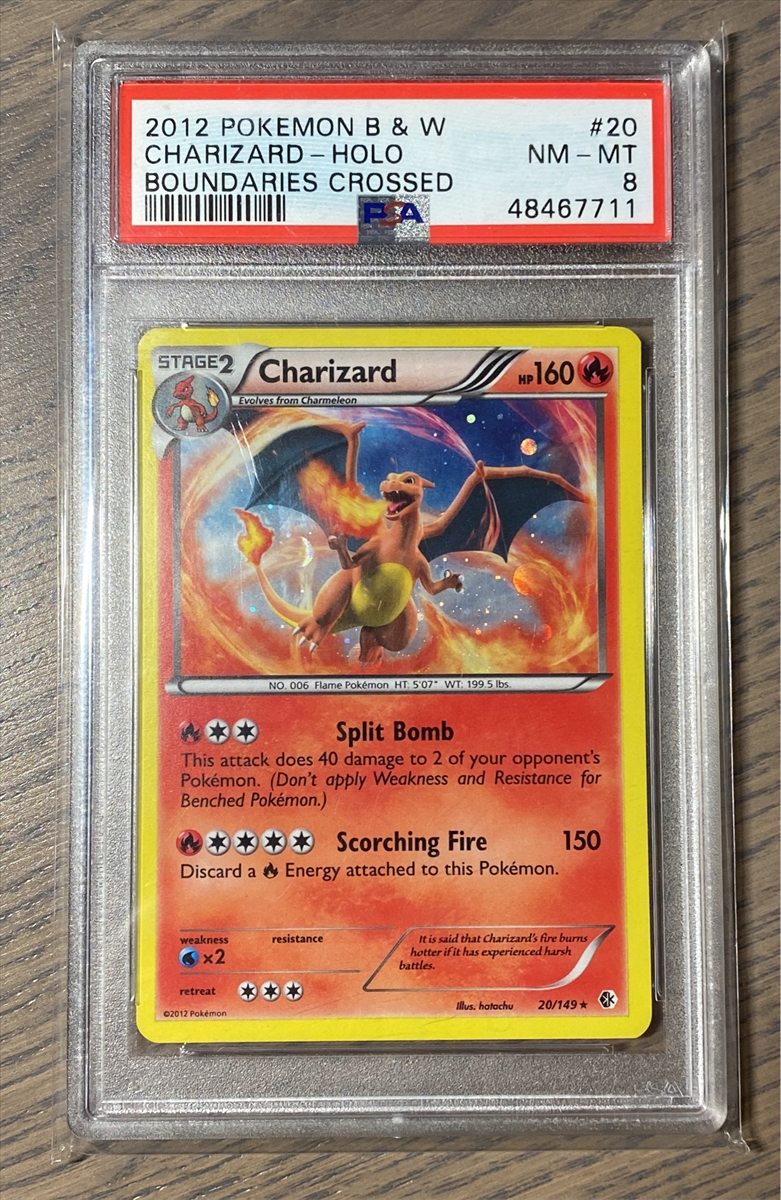 2012 POKEMON B & W #20
CHARIZARD - HOLO NM - MT
BOUNDARIES CROSSED 8
PSA 48467711
STAGE2 Charizard HP160
Evolves from Charmeleon
NO. 006 Flame Pokémon HT: 5'07" WT: 199.5 lbs.
Split Bomb
This attack does 40 damage to 2 of your opponent's
Pokémon. (Don't apply Weakness and Resistance for
Benched Pokémon.)
Scorching Fire 150
Discard a Energy attached to this Pokémon.
weakness resistance
×2
retreat
It is said that Charizard's fire burns
hotter if it has experienced harsh
battles.
Illus. hatachu 20/149 ★
©2012 Pokémon